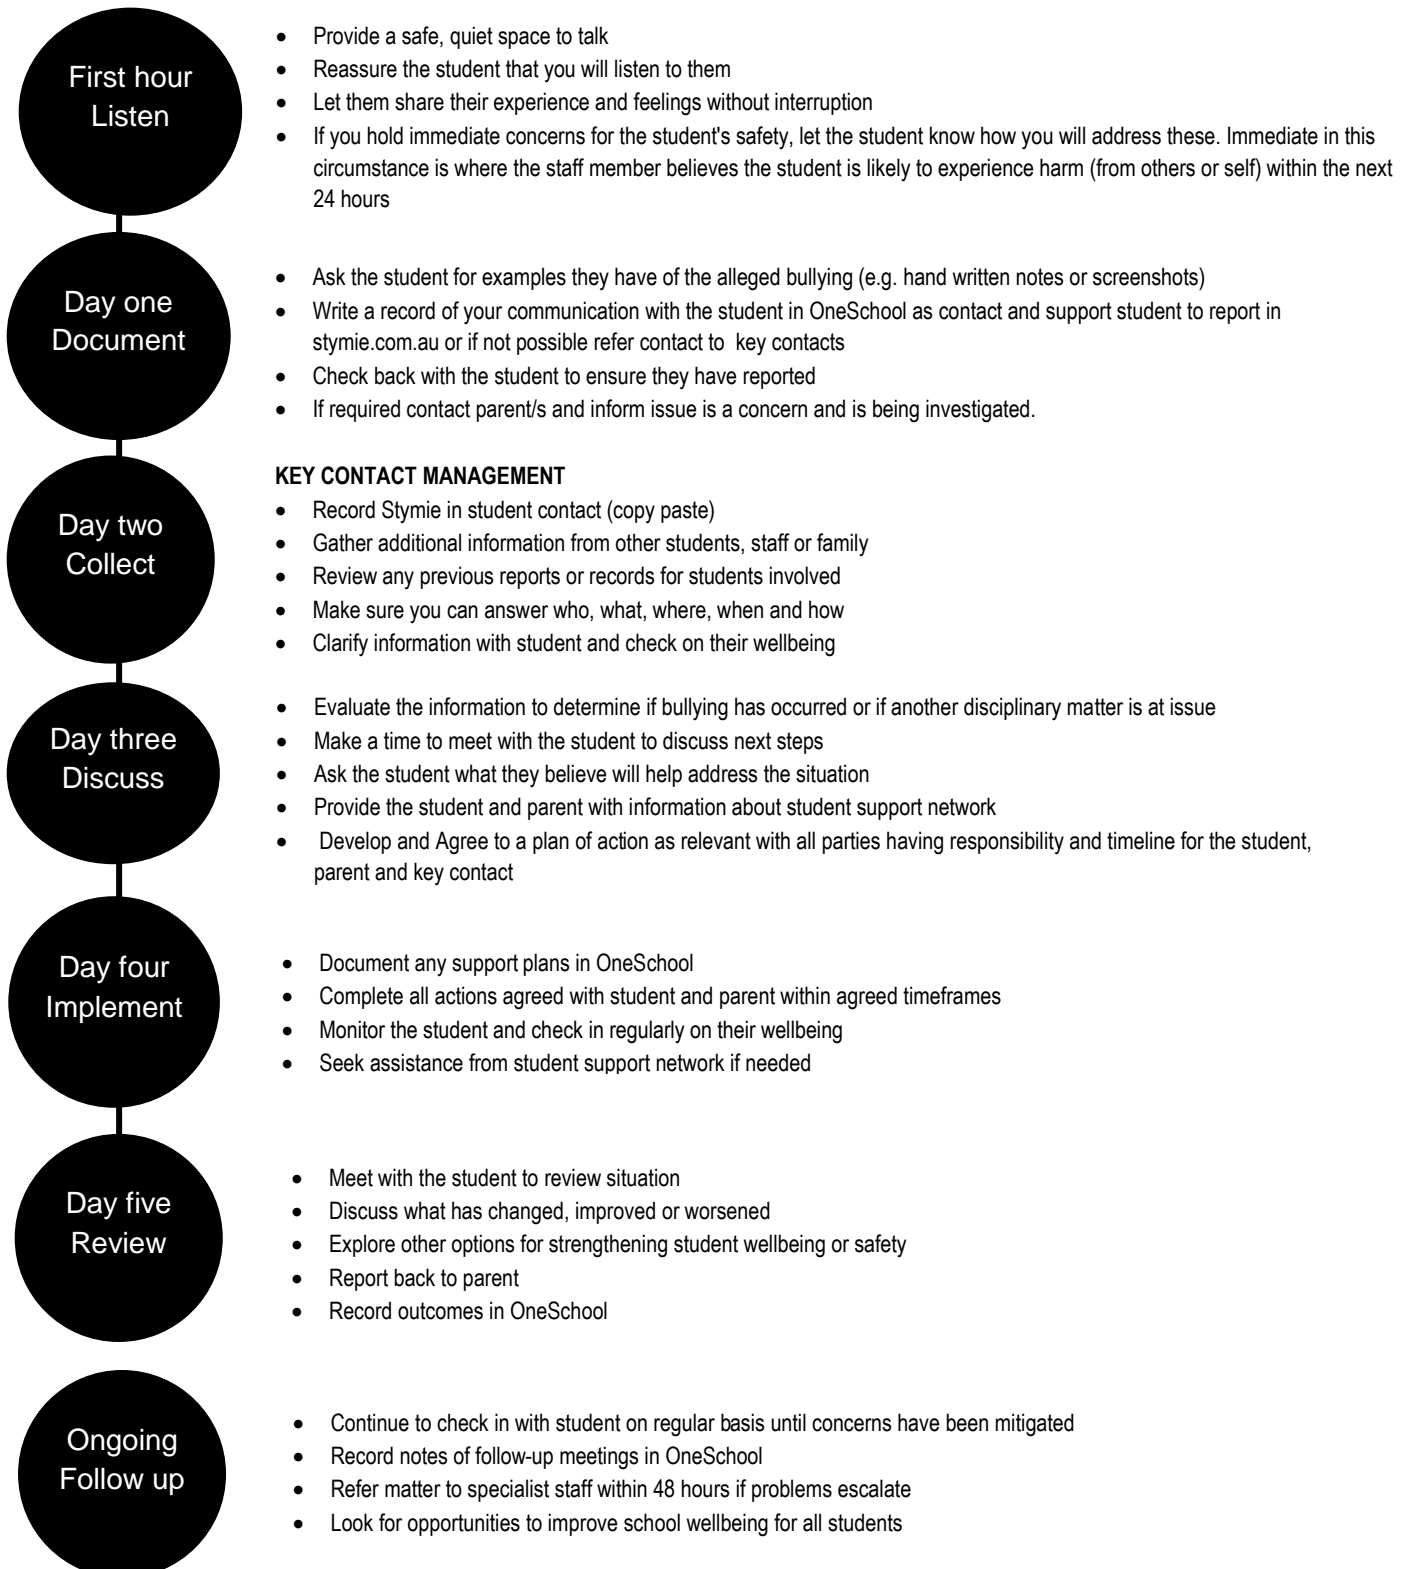 First hour
Listen
• Provide a safe, quiet space to talk
• Reassure the student that you will listen to them
• Let them share their experience and feelings without interruption
• If you hold immediate concerns for the student's safety, let the student know how you will address these. Immediate in this
circumstance is where the staff member believes the student is likely to experience harm (from others or self) within the next
24 hours
Day one
Document
• Ask the student for examples they have of the alleged bullying (e.g. hand written notes or screenshots)
• Write a record of your communication with the student in OneSchool as contact and support student to report in
stymie.com.au or if not possible refer contact to key contacts
• Check back with the student to ensure they have reported
• If required contact parent/s and inform issue is a concern and is being investigated.
KEY CONTACT MANAGEMENT
Day two
Collect
• Record Stymie in student contact (copy paste)
• Gather additional information from other students, staff or family
• Review any previous reports or records for students involved
• Make sure you can answer who, what, where, when and how
• Clarify information with student and check on their wellbeing
Day three
Discuss
• Evaluate the information to determine if bullying has occurred or if another disciplinary matter is at issue
• Make a time to meet with the student to discuss next steps
• Ask the student what they believe will help address the situation
• Provide the student and parent with information about student support network
• Develop and Agree to a plan of action as relevant with all parties having responsibility and timeline for the student,
parent and key contact
Day four
Implement
• Document any support plans in OneSchool
• Complete all actions agreed with student and parent within agreed timeframes
• Monitor the student and check in regularly on their wellbeing
• Seek assistance from student support network if needed
Day five
Review
• Meet with the student to review situation
• Discuss what has changed, improved or worsened
• Explore other options for strengthening student wellbeing or safety
• Report back to parent
• Record outcomes in OneSchool
Ongoing
Follow up
• Continue to check in with student on regular basis until concerns have been mitigated
• Record notes of follow-up meetings in OneSchool
• Refer matter to specialist staff within 48 hours if problems escalate
• Look for opportunities to improve school wellbeing for all students